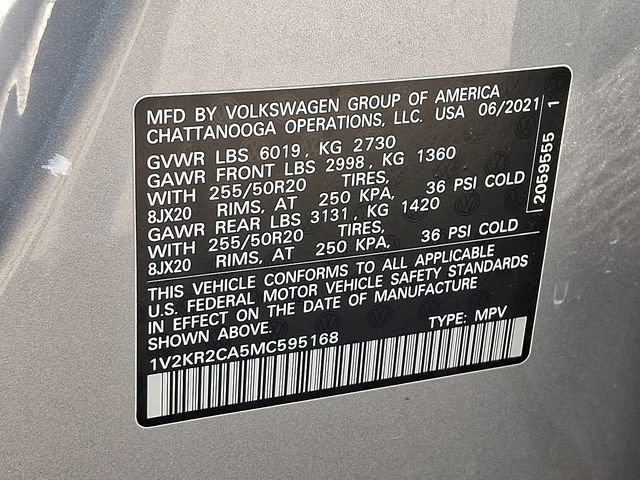 MFD BY VOLKSWAGEN GROUP OF AMERICA
CHATTANOOGA OPERATIONS, LLC. USA 06/2021
GVWR LBS 6019, KG 2730
GAWR FRONT LBS 2998, KG 1360
WITH 255/50R20 TIRES,
8JX20 RIMS, AT 250 KPA, 36 PSI COLD
GAWR REAR LBS 3131, KG 1420
WITH 255/50R20 TIRES,
8JX20 RIMS, AT 250 KPA, 36 PSI COLD
THIS VEHICLE CONFORMS TO ALL APPLICABLE
U.S. FEDERAL MOTOR VEHICLE SAFETY STANDARDS
IN EFFECT ON THE DATE OF MANUFACTURE
SHOWN ABOVE.
1V2KR2CA5MC595168 TYPE: MPV
2059555 1